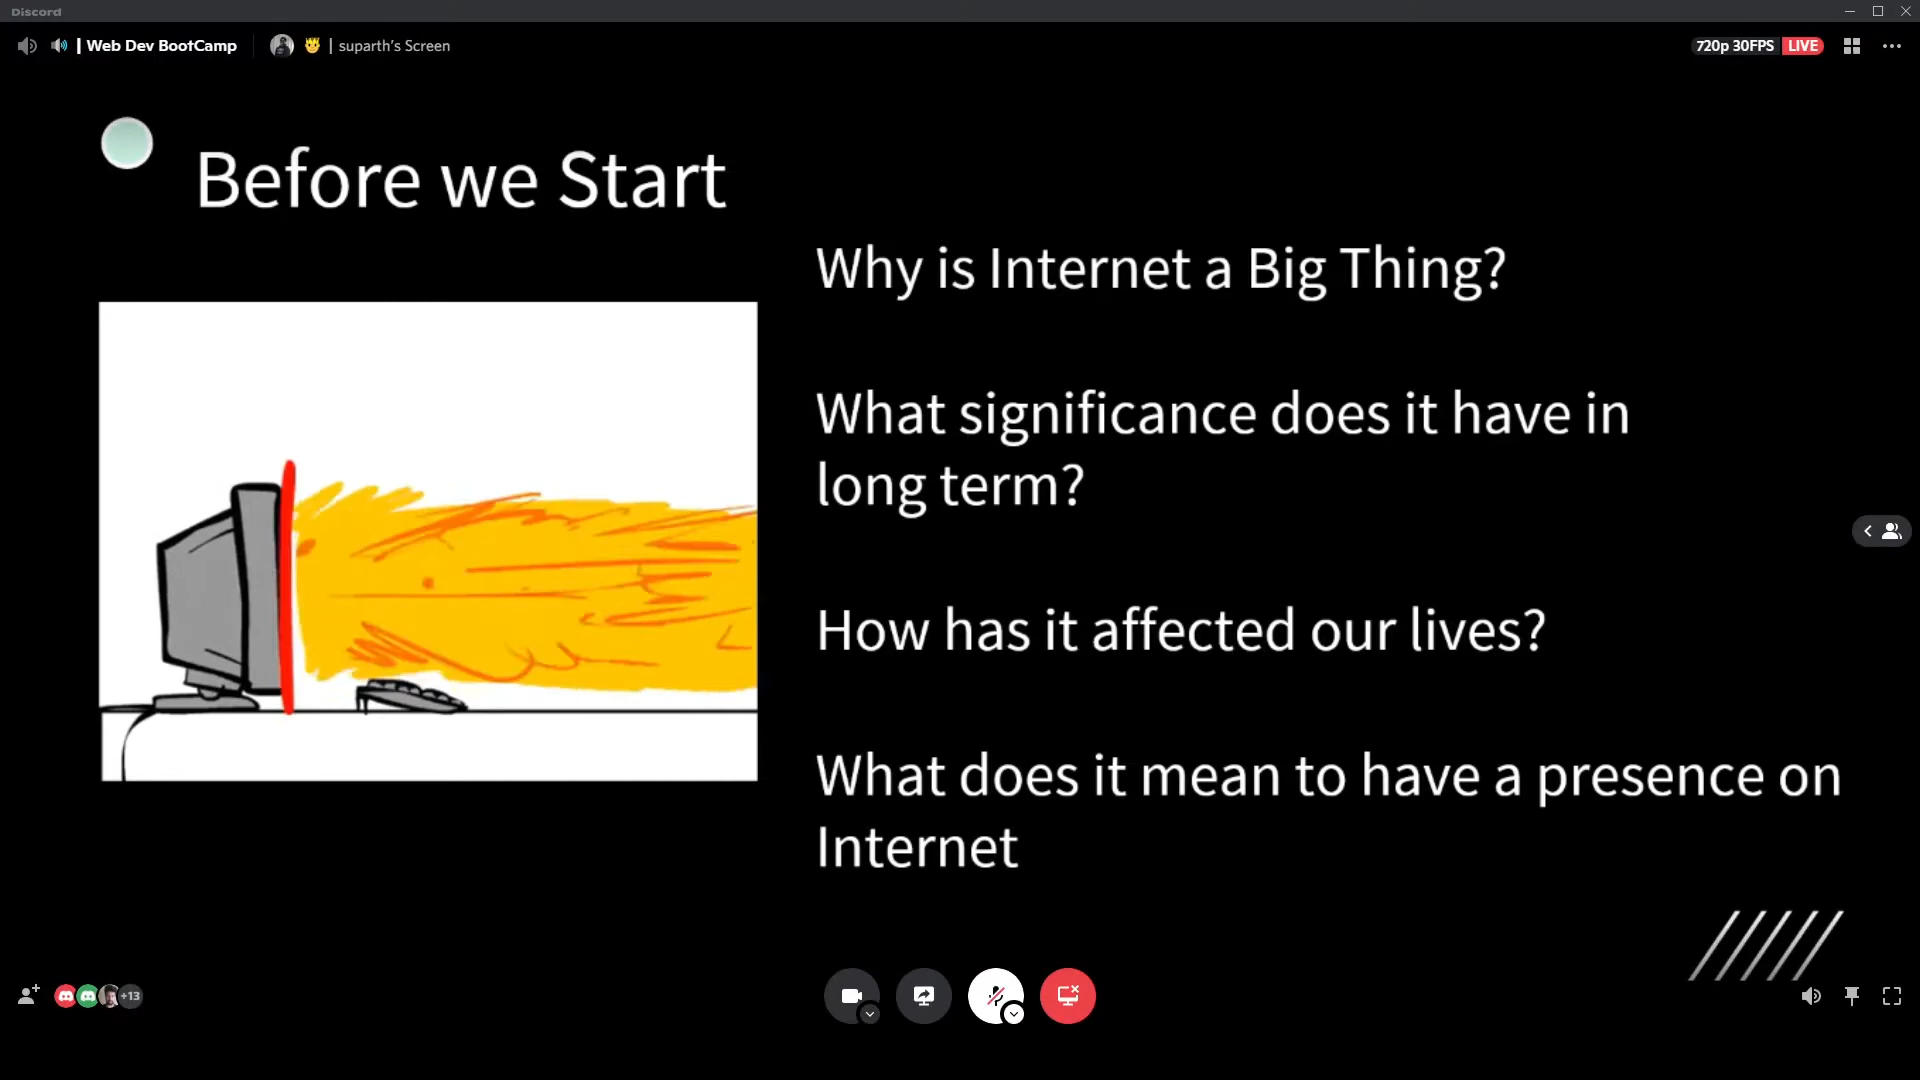 Discord
| Web Dev BootCamp
| suparth's Screen
720p 30FPS LIVE
Before we Start
Why is Internet a Big Thing?
What significance does it have in
long term?
How has it affected our lives?
What does it mean to have a presence on
Internet
+13